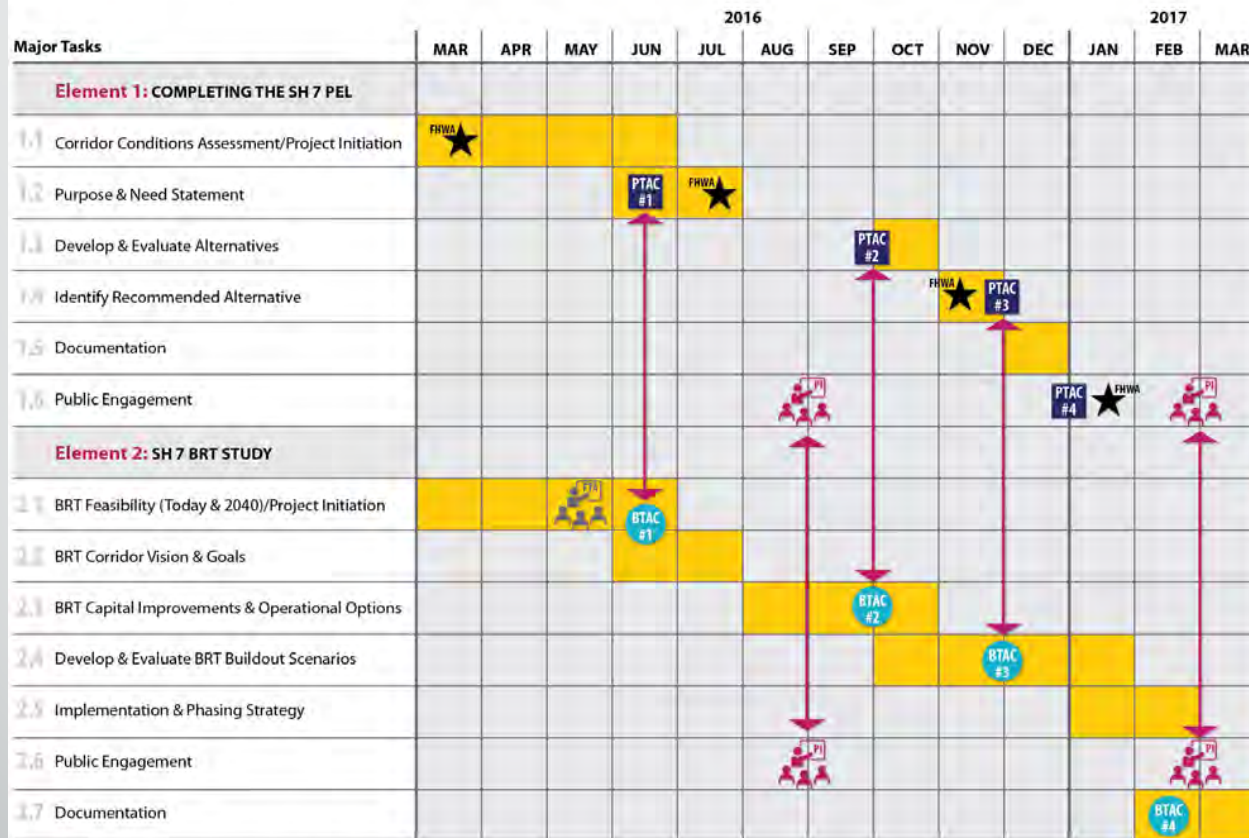 2016 2017
Major Tasks MAR APR MAY JUN JUL AUG SEP OCT NOV DEC JAN FEB MAR
Element 1: COMPLETING THE SH 7 PEL
1.1 Corridor Conditions Assessment/Project Initiation FHWA
1.2 Purpose & Need Statement PTAC #1 FHWA
1.3 Develop & Evaluate Alternatives PTAC #2
1.4 Identify Recommended Alternative FHWA PTAC #3
1.5 Documentation
1.6 Public Engagement PI PTAC #4 FHWA PI
Element 2: SH 7 BRT STUDY
2.1 BRT Feasibility (Today & 2040)/Project Initiation BTAC #1
2.2 BRT Corridor Vision & Goals
2.3 BRT Capital Improvements & Operational Options BTAC #2
2.4 Develop & Evaluate BRT Buildout Scenarios BTAC #3
2.5 Implementation & Phasing Strategy
2.6 Public Engagement PI PI
2.7 Documentation BTAC #4